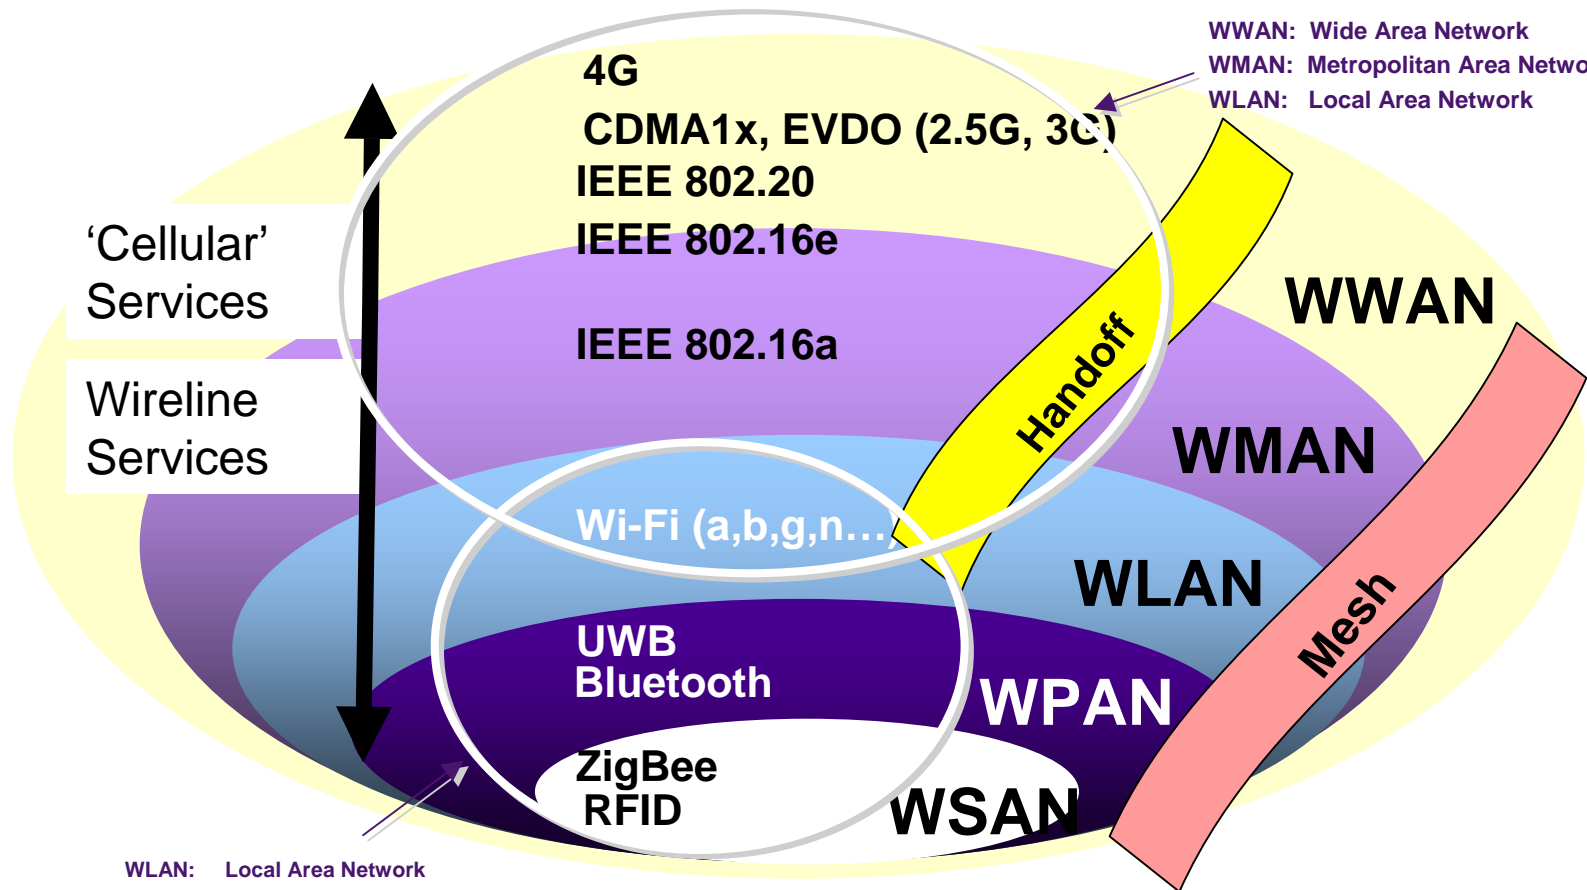 WWAN: Wide Area Network
WMAN: Metropolitan Area Netwo
WLAN: Local Area Network
4G
CDMA1x, EVDO (2.5G, 3G)
IEEE 802.20
IEEE 802.16e
IEEE 802.16a
‘Cellular’
Services
Wireline
Services
Handoff
WWAN
WMAN
Wi-Fi (a,b,g,n…)
WLAN
Mesh
UWB
Bluetooth
WPAN
ZigBee
RFID
WSAN
WLAN: Local Area Network